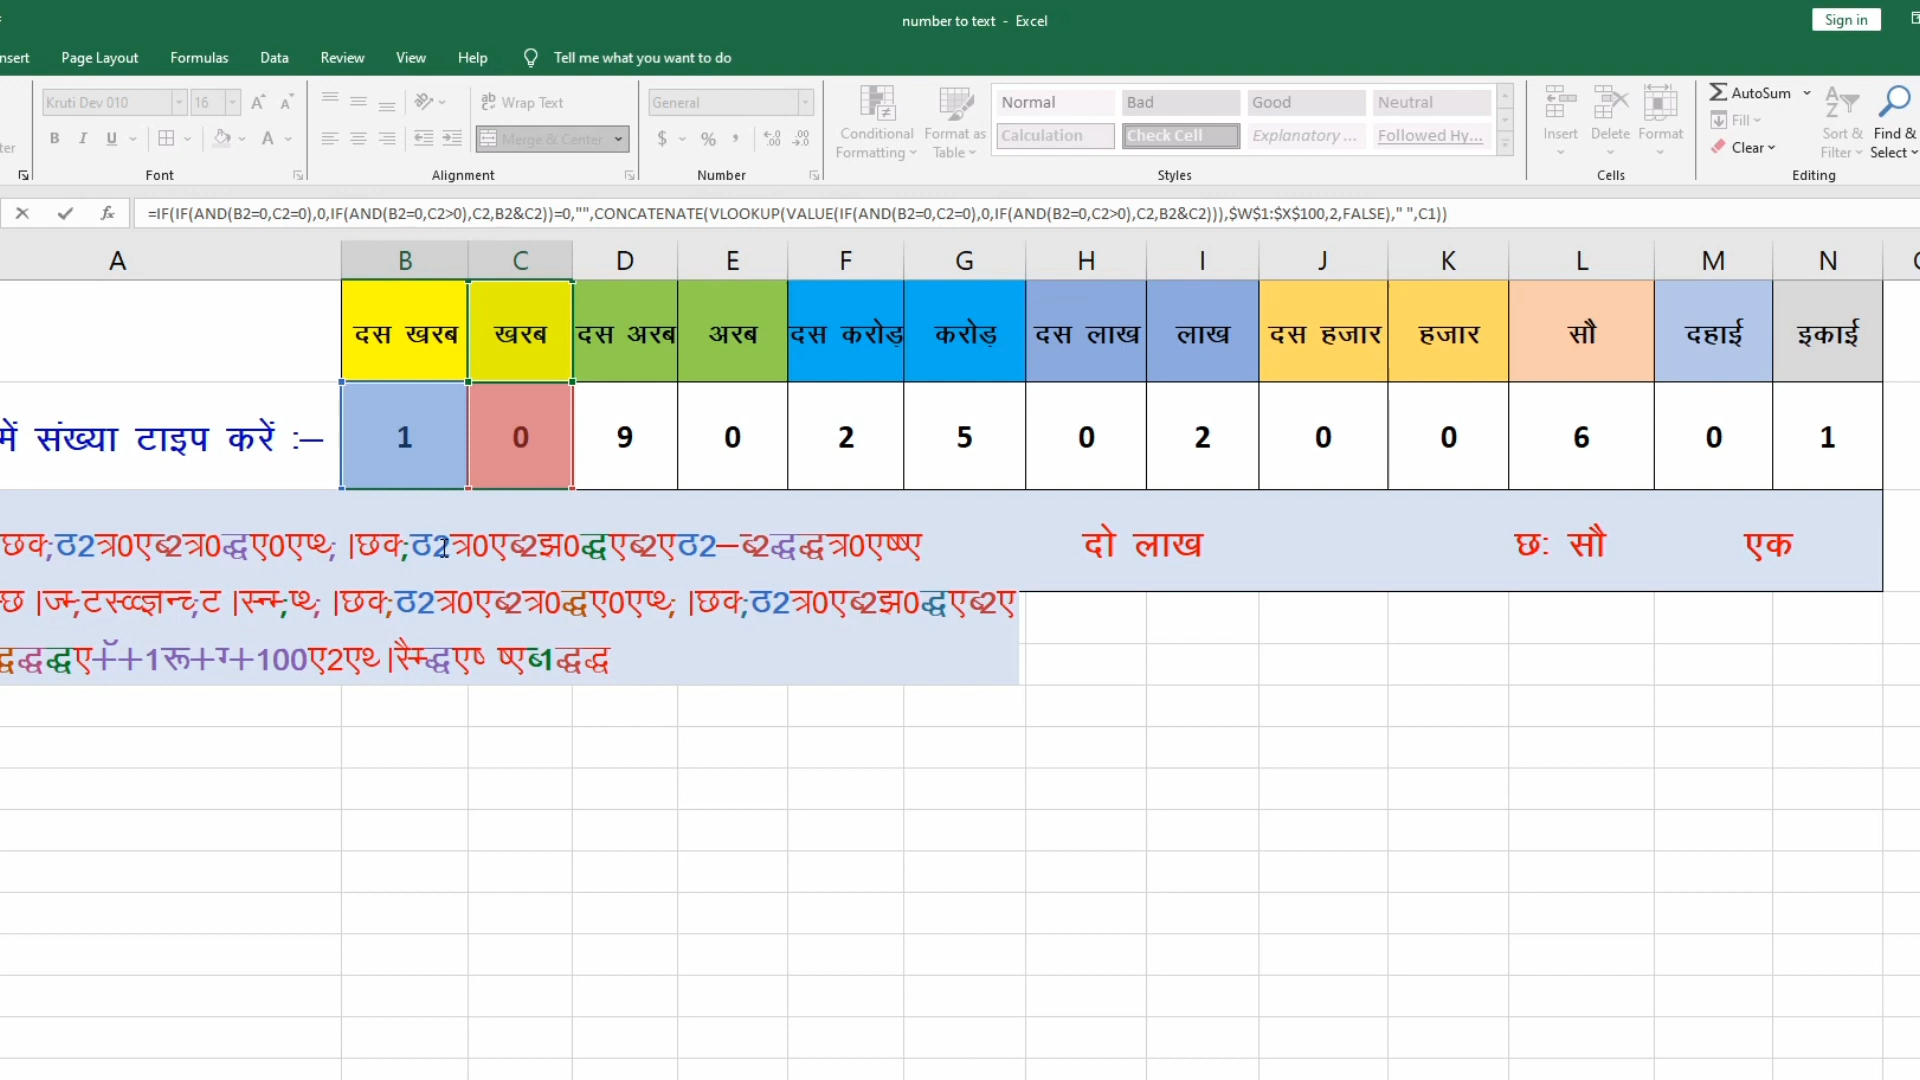 number to text - Excel
Sign in
nsert Page Layout Formulas Data Review View Help Tell me what you want to do
Kruti Dev 010 16 A A ab Wrap Text General Normal Bad Good Neutral AutoSum
B I U A Merge & Center $ % , .00 Conditional Formatting Format as Table Calculation Check Cell Explanatory ... Followed Hy... Insert Delete Format Fill Clear Sort & Filter Find & Select
ter Font Alignment Number Styles Cells Editing
fx =IF(IF(AND(B2=0,C2=0),0,IF(AND(B2=0,C2>0),C2,B2&C2))=0,"",CONCATENATE(VLOOKUP(VALUE(IF(AND(B2=0,C2=0),0,IF(AND(B2=0,C2>0),C2,B2&C2))),$W$1:$X$100,2,FALSE)," ",C1))
A B C D E F G H I J K L M N
दस खरब खरब दस अरब अरब दस करोड़ करोड़ दस लाख लाख दस हजार हजार सौ दहाई इकाई
में संख्या टाइप करें :– 1 0 9 0 2 5 0 2 0 0 6 0 1
दो लाख छः सौ एक